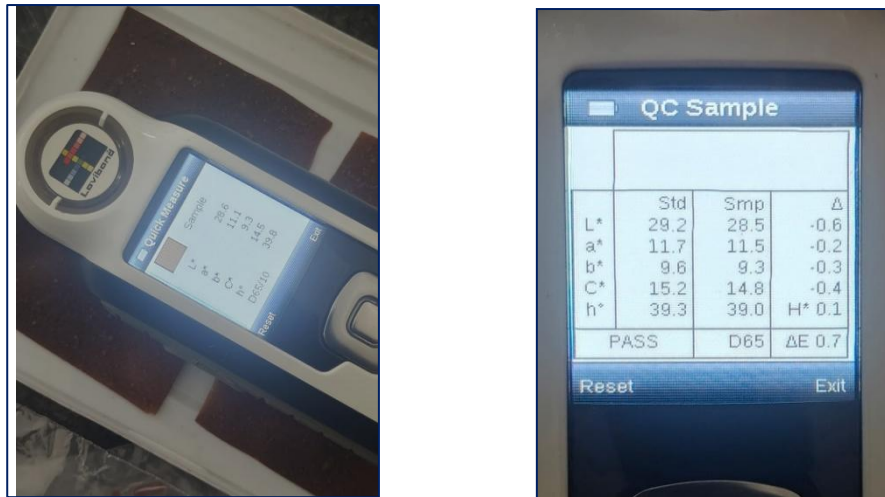 Lovibond
Quick Measure
Sample
L* 28.6
a* 11.1
b* 9.3
C* 14.5
h° 39.8
D65/10
Reset Exit
QC Sample
Std Smp Δ
L* 29.2 28.5 -0.6
a* 11.7 11.5 -0.2
b* 9.6 9.3 -0.3
C* 15.2 14.8 -0.4
h° 39.3 39.0 H* 0.1
PASS D65 ΔE 0.7
Reset Exit